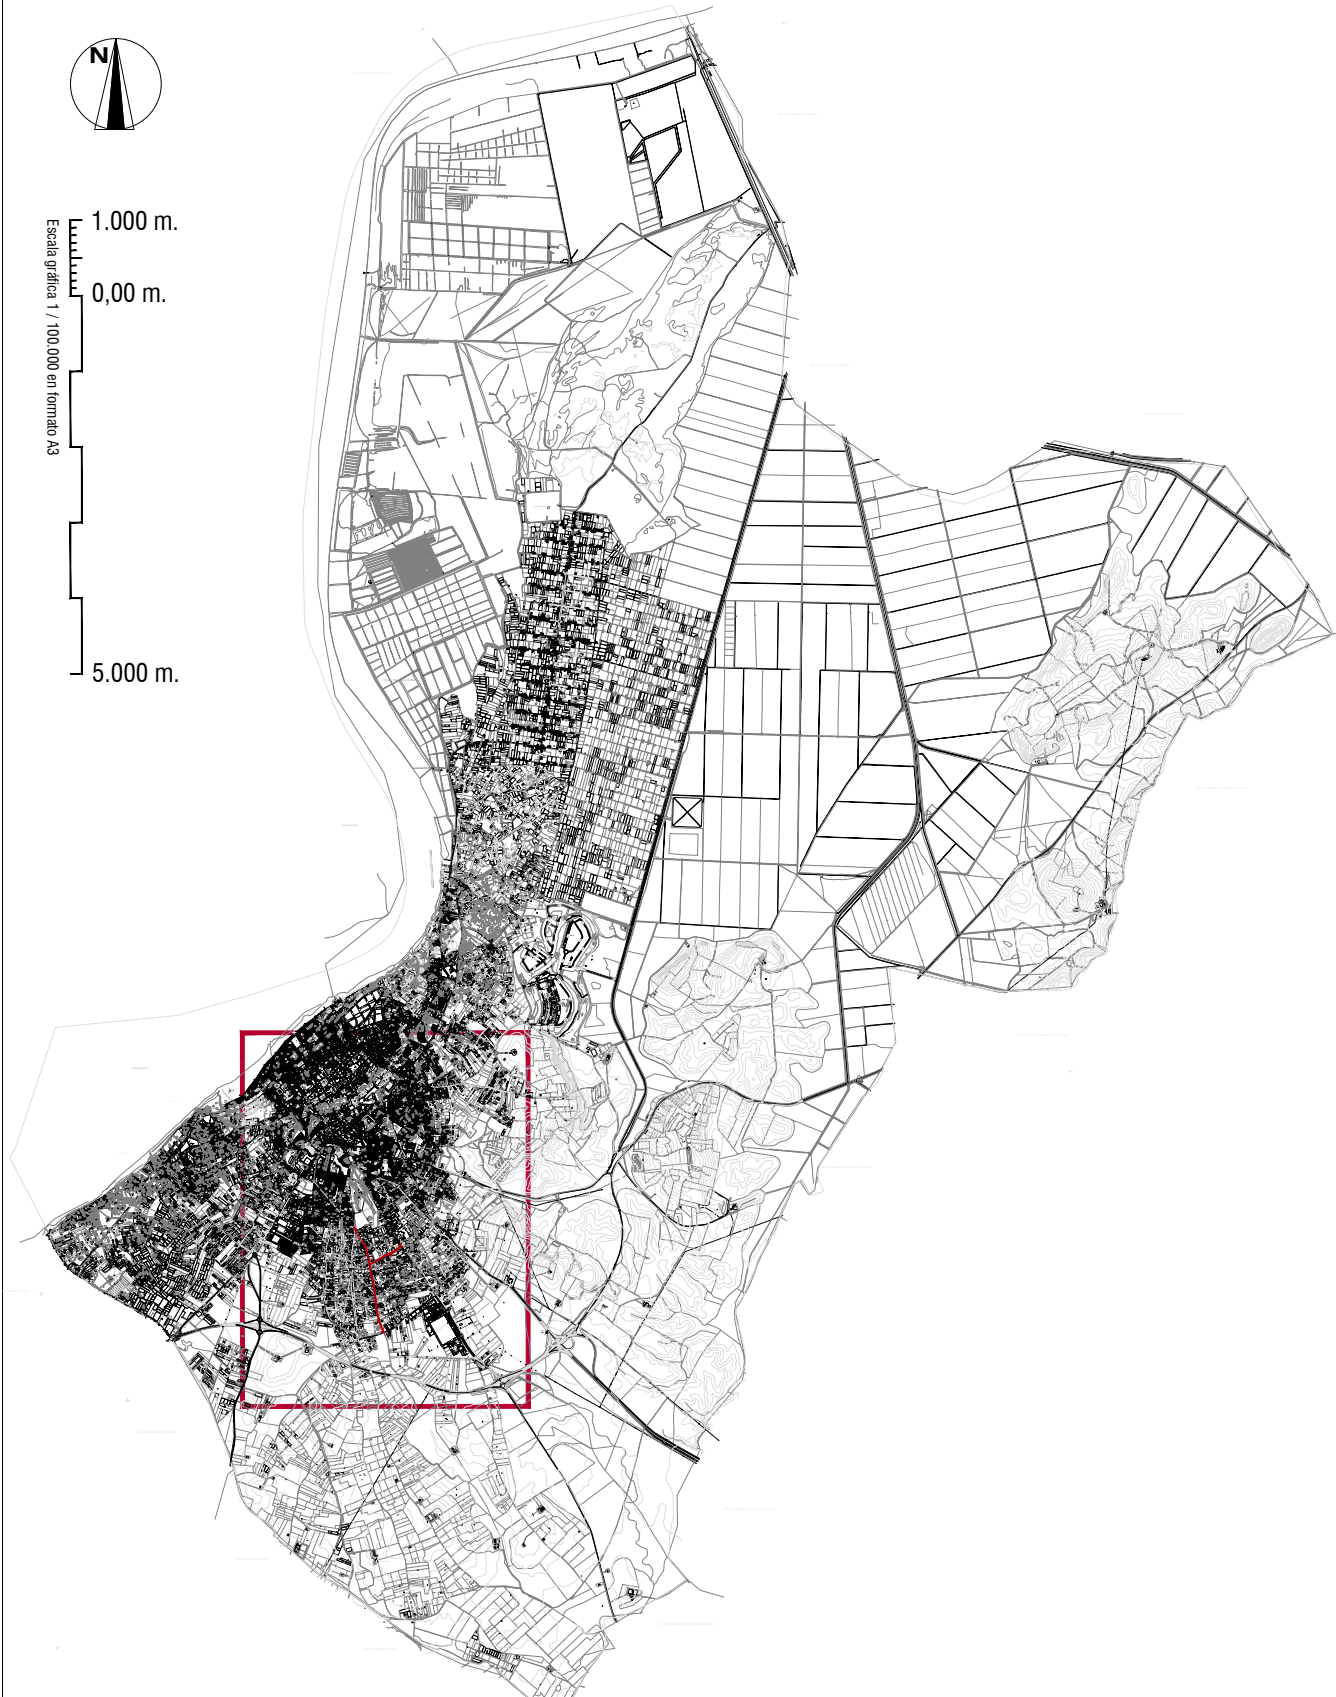 N
1.000 m.
0,00 m.
5.000 m.
Escala gráfica 1 / 100.000 en formato A3